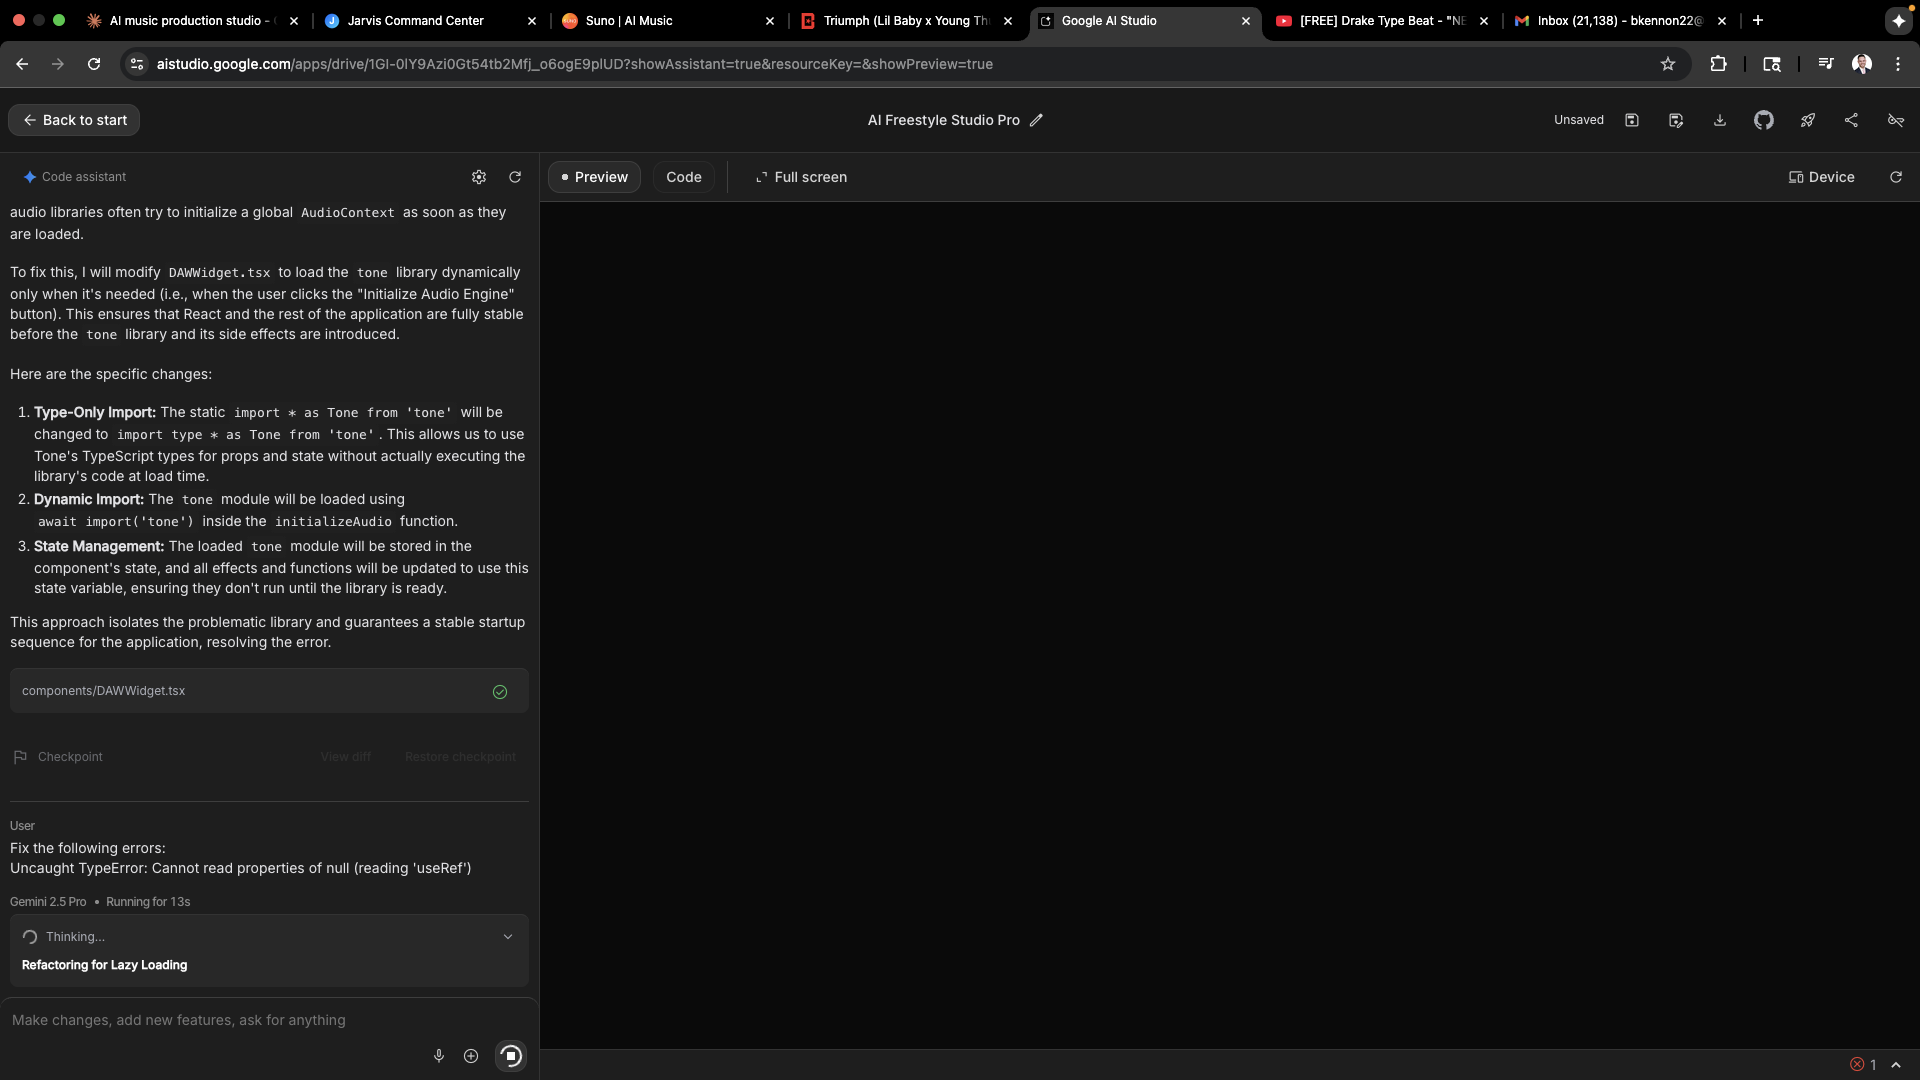 AI music production studio -
Jarvis Command Center
Suno | AI Music
Triumph (Lil Baby x Young Th
Google AI Studio
[FREE] Drake Type Beat - "NE
Inbox (21,138) - bkennon22@
aistudio.google.com/apps/drive/1GI-0lY9Azi0Gt54tb2Mfj_o6ogE9plUD?showAssistant=true&resourceKey=&showPreview=true
Back to start
AI Freestyle Studio Pro
Unsaved
Code assistant
Preview
Code
Full screen
Device
audio libraries often try to initialize a global AudioContext as soon as they
are loaded.
To fix this, I will modify DAWWidget.tsx to load the tone library dynamically
only when it's needed (i.e., when the user clicks the "Initialize Audio Engine"
button). This ensures that React and the rest of the application are fully stable
before the tone library and its side effects are introduced.
Here are the specific changes:
1. Type-Only Import: The static import * as Tone from 'tone' will be
changed to import type * as Tone from 'tone'. This allows us to use
Tone's TypeScript types for props and state without actually executing the
library's code at load time.
2. Dynamic Import: The tone module will be loaded using
await import('tone') inside the initializeAudio function.
3. State Management: The loaded tone module will be stored in the
component's state, and all effects and functions will be updated to use this
state variable, ensuring they don't run until the library is ready.
This approach isolates the problematic library and guarantees a stable startup
sequence for the application, resolving the error.
components/DAWWidget.tsx
Checkpoint
View diff
Restore checkpoint
User
Fix the following errors:
Uncaught TypeError: Cannot read properties of null (reading 'useRef')
Gemini 2.5 Pro • Running for 13s
Thinking...
Refactoring for Lazy Loading
Make changes, add new features, ask for anything
1